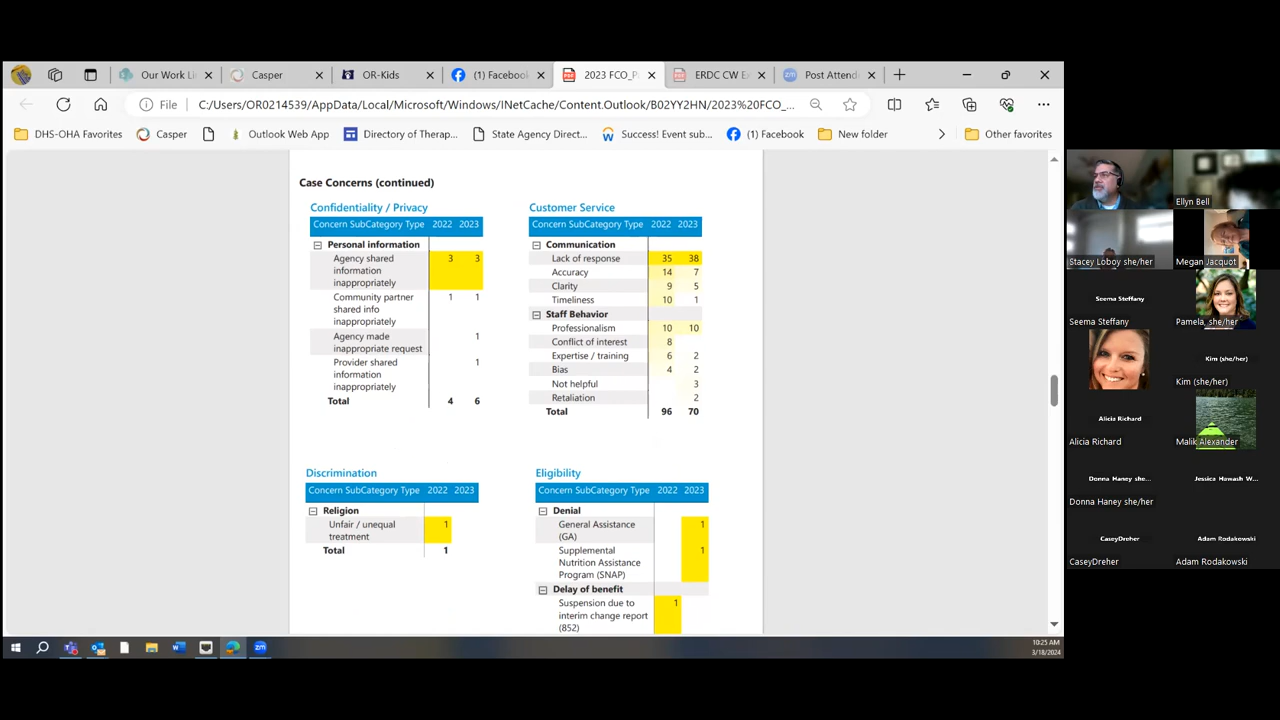 Our Work Li
Casper
OR-Kids
(1) Facebook
2023 FCO_P
ERDC CW E
Post Attend
File
C:/Users/OR0214539/AppData/Local/Microsoft/Windows/INetCache/Content.Outlook/B02YY2HN/2023%20FCO_...
DHS-OHA Favorites
Casper
Outlook Web App
Directory of Therap...
State Agency Direct...
Success! Event sub...
(1) Facebook
New folder
Other favorites
Case Concerns (continued)
Confidentiality / Privacy
Concern SubCategory Type 2022 2023
Personal information
Agency shared 3 3
information
inappropriately
Community partner 1 1
shared info
inappropriately
Agency made 1
inappropriate request
Provider shared 1
information
inappropriately
Total 4 6
Customer Service
Concern SubCategory Type 2022 2023
Communication
Lack of response 35 38
Accuracy 14 7
Clarity 9 5
Timeliness 10 1
Staff Behavior
Professionalism 10 10
Conflict of interest 8
Expertise / training 6 2
Bias 4 2
Not helpful 3
Retaliation 2
Total 96 70
Discrimination
Concern SubCategory Type 2022 2023
Religion
Unfair / unequal 1
treatment
Total 1
Eligibility
Concern SubCategory Type 2022 2023
Denial
General Assistance 1
(GA)
Supplemental 1
Nutrition Assistance
Program (SNAP)
Delay of benefit
Suspension due to 1
interim change report
(852)
10:25 AM
3/18/2024
Ellyn Bell
Stacey Loboy she/her
Megan Jacquot
Seema Steffany
Seema Steffany
Pamela, she/her
Kim (she/her)
Kim (she/her)
Alicia Richard
Alicia Richard
Malik Alexander
Donna Haney she...
Donna Haney she/her
Jessica Hawash W...
CaseyDreher
CaseyDreher
Adam Rodakowski
Adam Rodakowski